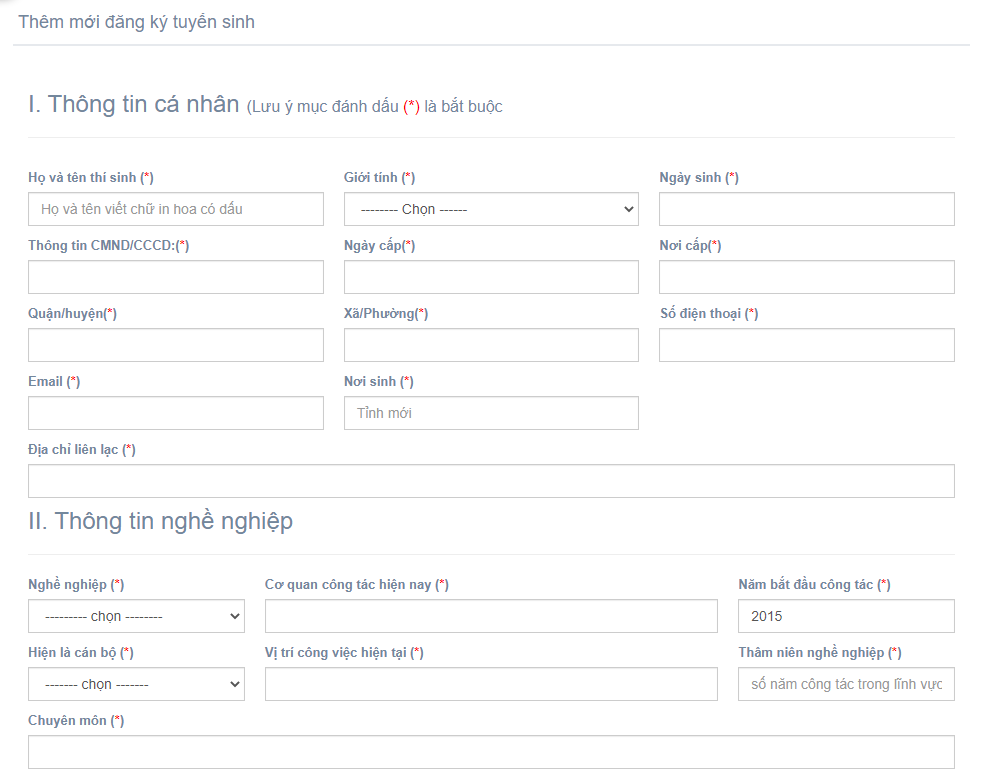 Thêm mới đăng ký tuyển sinh
I. Thông tin cá nhân (Lưu ý mục đánh dấu (*) là bắt buộc
Họ và tên thí sinh (*) Giới tính (*) Ngày sinh (*)
Họ và tên viết chữ in hoa có dấu -------- Chọn ------
Thông tin CMND/CCCD:(*) Ngày cấp(*) Nơi cấp(*)
Quận/huyện(*) Xã/Phường(*) Số điện thoại (*)
Email (*) Nơi sinh (*)
Tỉnh mới
Địa chỉ liên lạc (*)
II. Thông tin nghề nghiệp
Nghề nghiệp (*) Cơ quan công tác hiện nay (*) Năm bắt đầu công tác (*)
--------- chọn -------- 2015
Hiện là cán bộ (*) Vị trí công việc hiện tại (*) Thâm niên nghề nghiệp (*)
------- chọn ------- số năm công tác trong lĩnh vực
Chuyên môn (*)